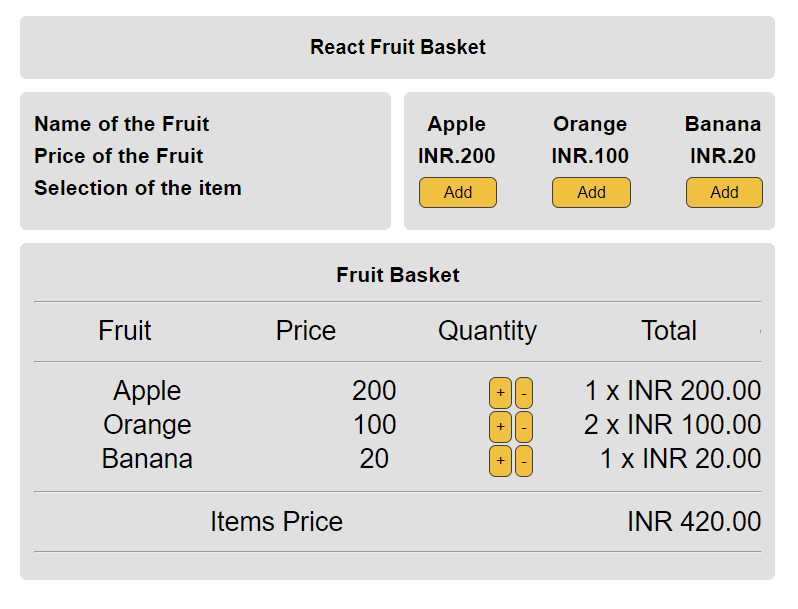 React Fruit Basket
Name of the Fruit
Price of the Fruit
Selection of the item
Apple Orange Banana
INR.200 INR.100 INR.20
Add Add Add
Fruit Basket
Fruit Price Quantity Total
Apple 200 + - 1 x INR 200.00
Orange 100 + - 2 x INR 100.00
Banana 20 + - 1 x INR 20.00
Items Price INR 420.00